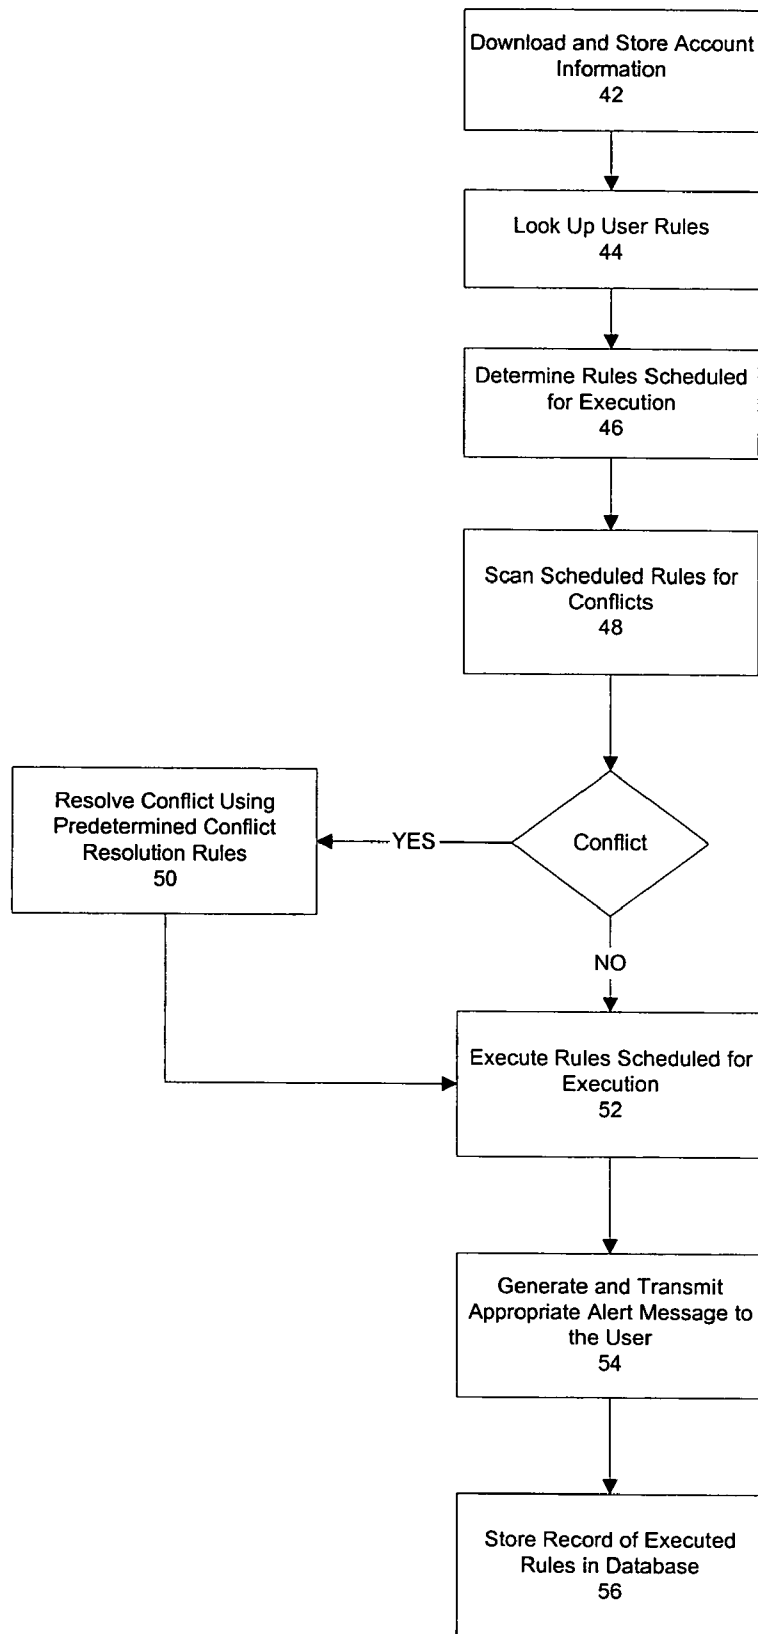 Download and Store Account
Information
42
Look Up User Rules
44
Determine Rules Scheduled
for Execution
46
Scan Scheduled Rules for
Conflicts
48
Resolve Conflict Using
Predetermined Conflict
Resolution Rules
50
YES
Conflict
NO
Execute Rules Scheduled for
Execution
52
Generate and Transmit
Appropriate Alert Message to
the User
54
Store Record of Executed
Rules in Database
56